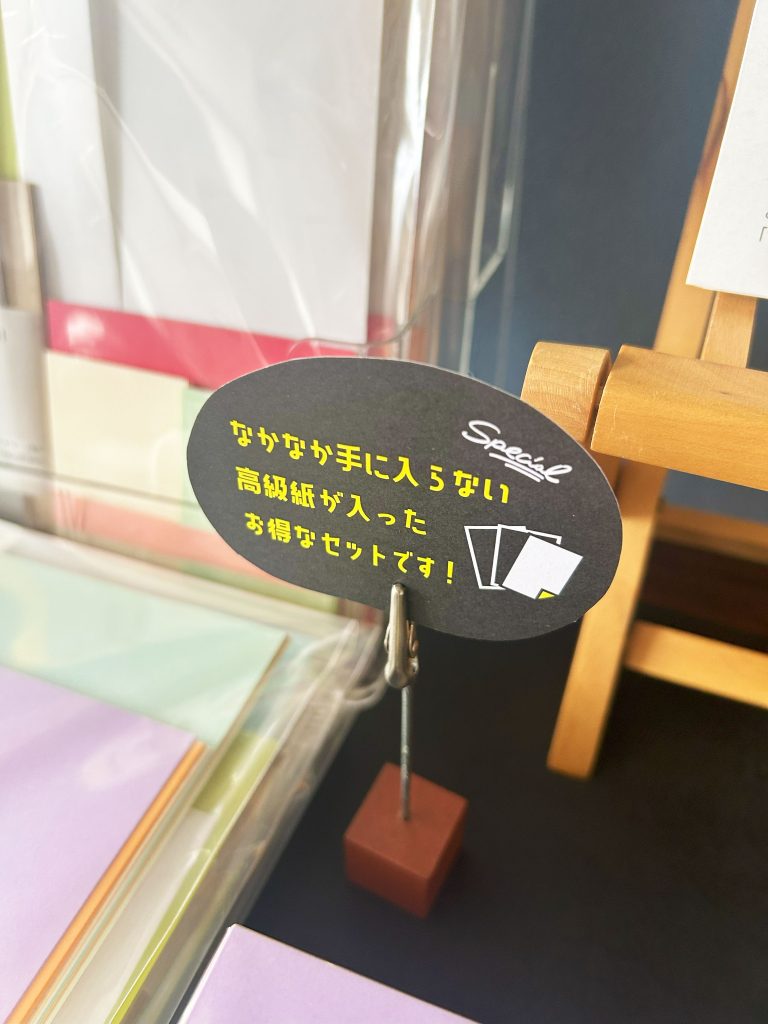 Special
なかなか手に入らない
高級紙が入った
お得なセットです!